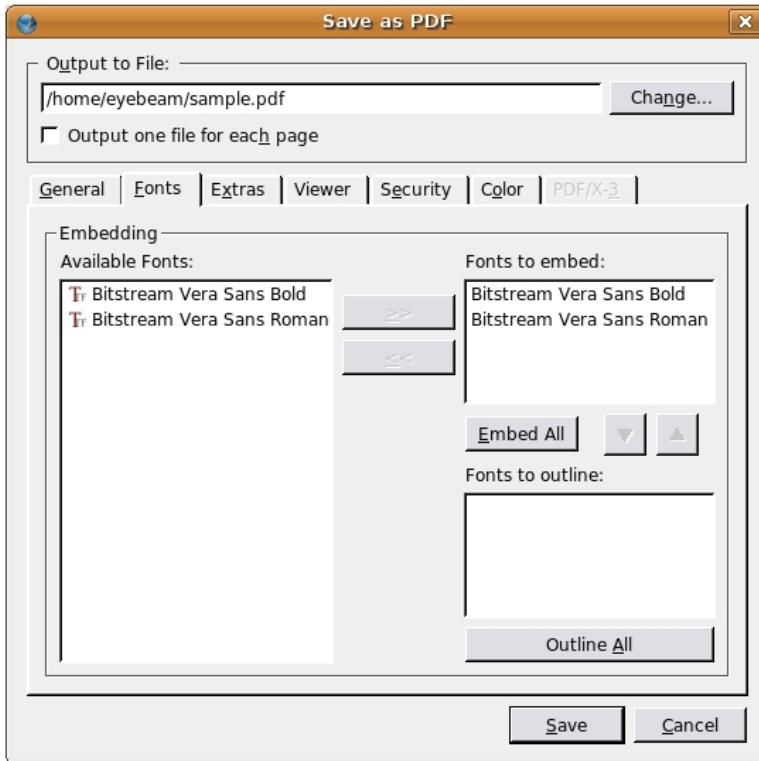 Save as PDF
Output to File:
/home/eyebeam/sample.pdf
Change...
Output one file for each page
General
Fonts
Extras
Viewer
Security
Color
PDF/X-3
Embedding
Available Fonts:
Bitstream Vera Sans Bold
Bitstream Vera Sans Roman
>>
<<
Fonts to embed:
Bitstream Vera Sans Bold
Bitstream Vera Sans Roman
Embed All
Fonts to outline:
Outline All
Save
Cancel